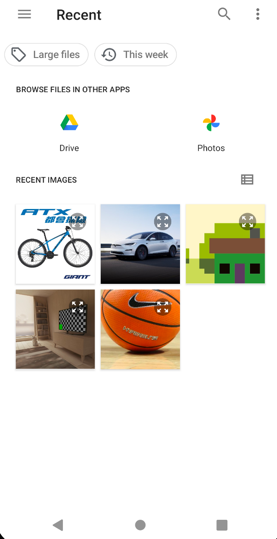 Recent
Large files
This week
BROWSE FILES IN OTHER APPS
Drive
Photos
RECENT IMAGES
ATX
GIANT